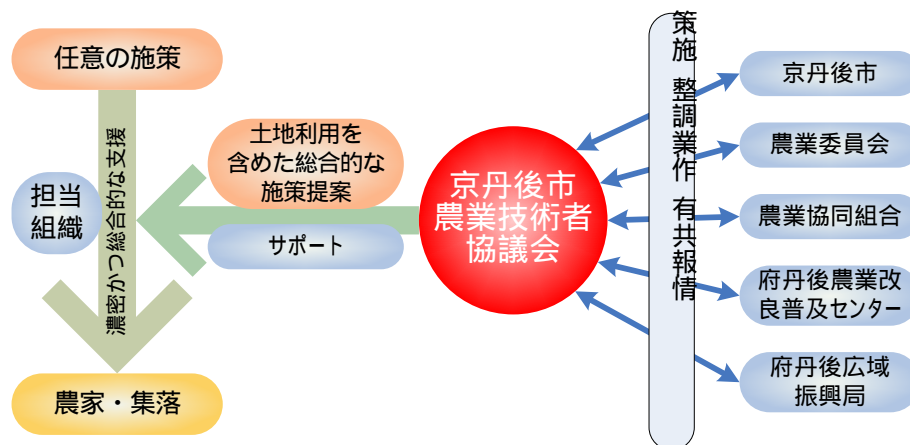 任意の施策
担当
組織
濃密かつ総合的な支援
農家・集落
土地利用を
含めた総合的な
施策提案
サポート
京丹後市
農業技術者
協議会
策施 整調業作 有共報情
京丹後市
農業委員会
農業協同組合
府丹後農業改
良普及センター
府丹後広域
振興局